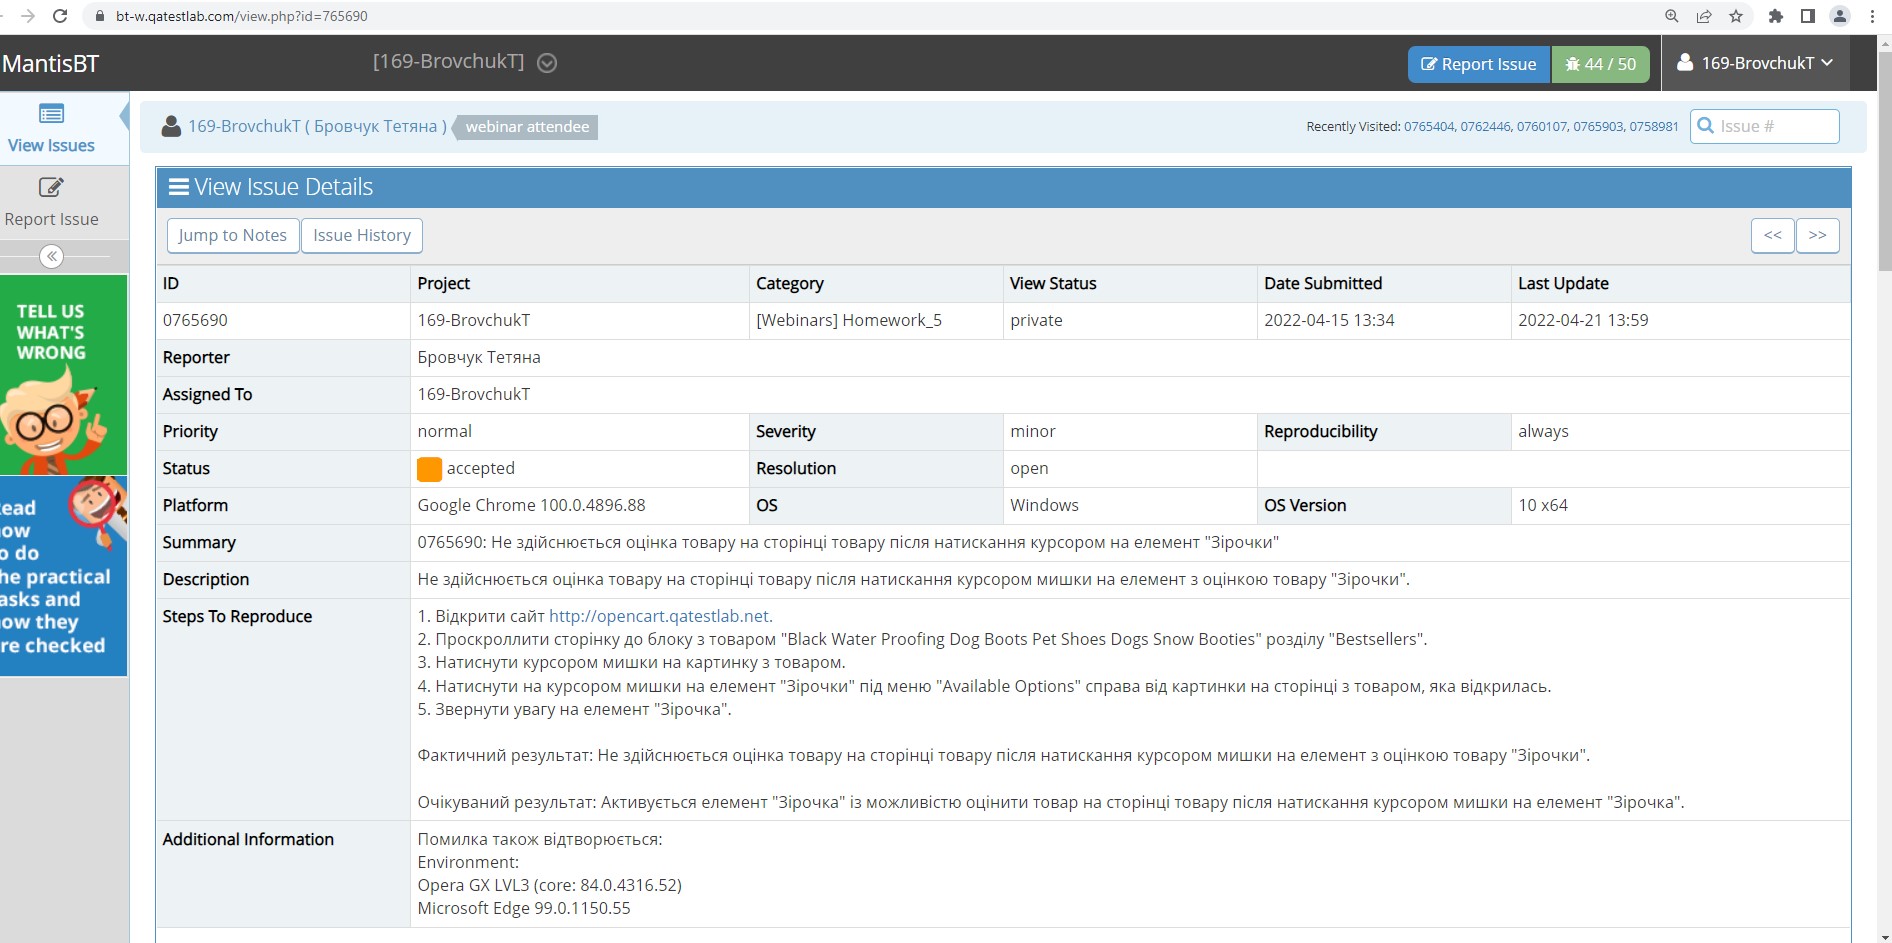 bt-w.qatestlab.com/view.php?id=765690
MantisBT
[169-BrovchukT]
Report Issue
44 / 50
169-BrovchukT
View Issues
Report Issue
TELL US
WHAT'S
WRONG
ead
ow
o do
he practical
asks and
ow they
re checked
169-BrovchukT ( Бровчук Тетяна )
webinar attendee
Recently Visited: 0765404, 0762446, 0760107, 0765903, 0758981
Issue #
View Issue Details
Jump to Notes
Issue History
<<
>>
ID Project Category View Status Date Submitted Last Update
0765690 169-BrovchukT [Webinars] Homework_5 private 2022-04-15 13:34 2022-04-21 13:59
Reporter Бровчук Тетяна
Assigned To 169-BrovchukT
Priority normal Severity minor Reproducibility always
Status accepted Resolution open
Platform Google Chrome 100.0.4896.88 OS Windows OS Version 10 x64
Summary 0765690: Не здійснюється оцінка товару на сторінці товару після натискання курсором на елемент "Зірочки"
Description Не здійснюється оцінка товару на сторінці товару після натискання курсором мишки на елемент з оцінкою товару "Зірочки".
Steps To Reproduce 1. Відкрити сайт http://opencart.qatestlab.net.
2. Проскроллити сторінку до блоку з товаром "Black Water Proofing Dog Boots Pet Shoes Dogs Snow Booties" розділу "Bestsellers".
3. Натиснути курсором мишки на картинку з товаром.
4. Натиснути на курсором мишки на елемент "Зірочки" під меню "Available Options" справа від картинки на сторінці з товаром, яка відкрилась.
5. Звернути увагу на елемент "Зірочка".
Фактичний результат: Не здійснюється оцінка товару на сторінці товару після натискання курсором мишки на елемент з оцінкою товару "Зірочки".
Очікуваний результат: Активується елемент "Зірочка" із можливістю оцінити товар на сторінці товару після натискання курсором мишки на елемент "Зірочка".
Additional Information Помилка також відтворюється:
Environment:
Opera GX LVL3 (core: 84.0.4316.52)
Microsoft Edge 99.0.1150.55